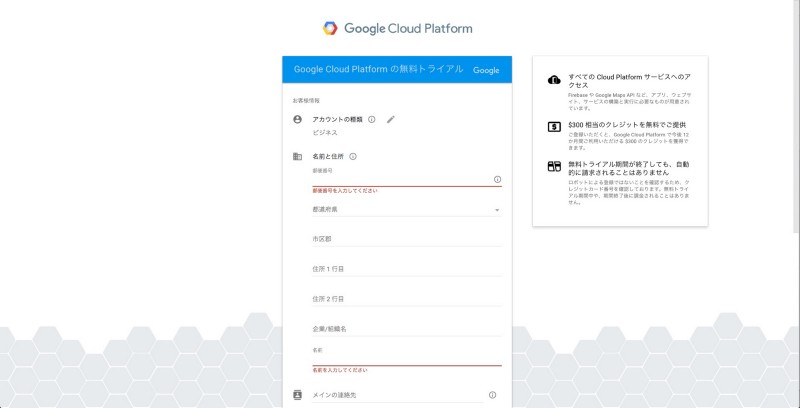 Google Cloud Platform
Google Cloud Platform の無料トライアル
Google
お客様情報
アカウントの種類
ビジネス
名前と住所
郵便番号
郵便番号を入力してください
都道府県
市区郡
住所 1 行目
住所 2 行目
企業/組織名
名前
名前を入力してください
メインの連絡先
すべての Cloud Platform サービスへのア
クセス
Firebase や Google Maps API など、アプリ、ウェブサ
イト、サービスの構築と実行に必要なものが用意され
ています。
$300 相当のクレジットを無料でご提供
ご登録いただくと、Google Cloud Platform で今後 12
か月間ご利用いただける $300 のクレジットを獲得で
きます。
無料トライアル期間が終了しても、自動
的に請求されることはありません
ロボットによる登録ではないことを確認するため、ク
レジットカード番号を確認しております。無料トライ
アル期間中や、期間終了後に課金されることはありま
せん。